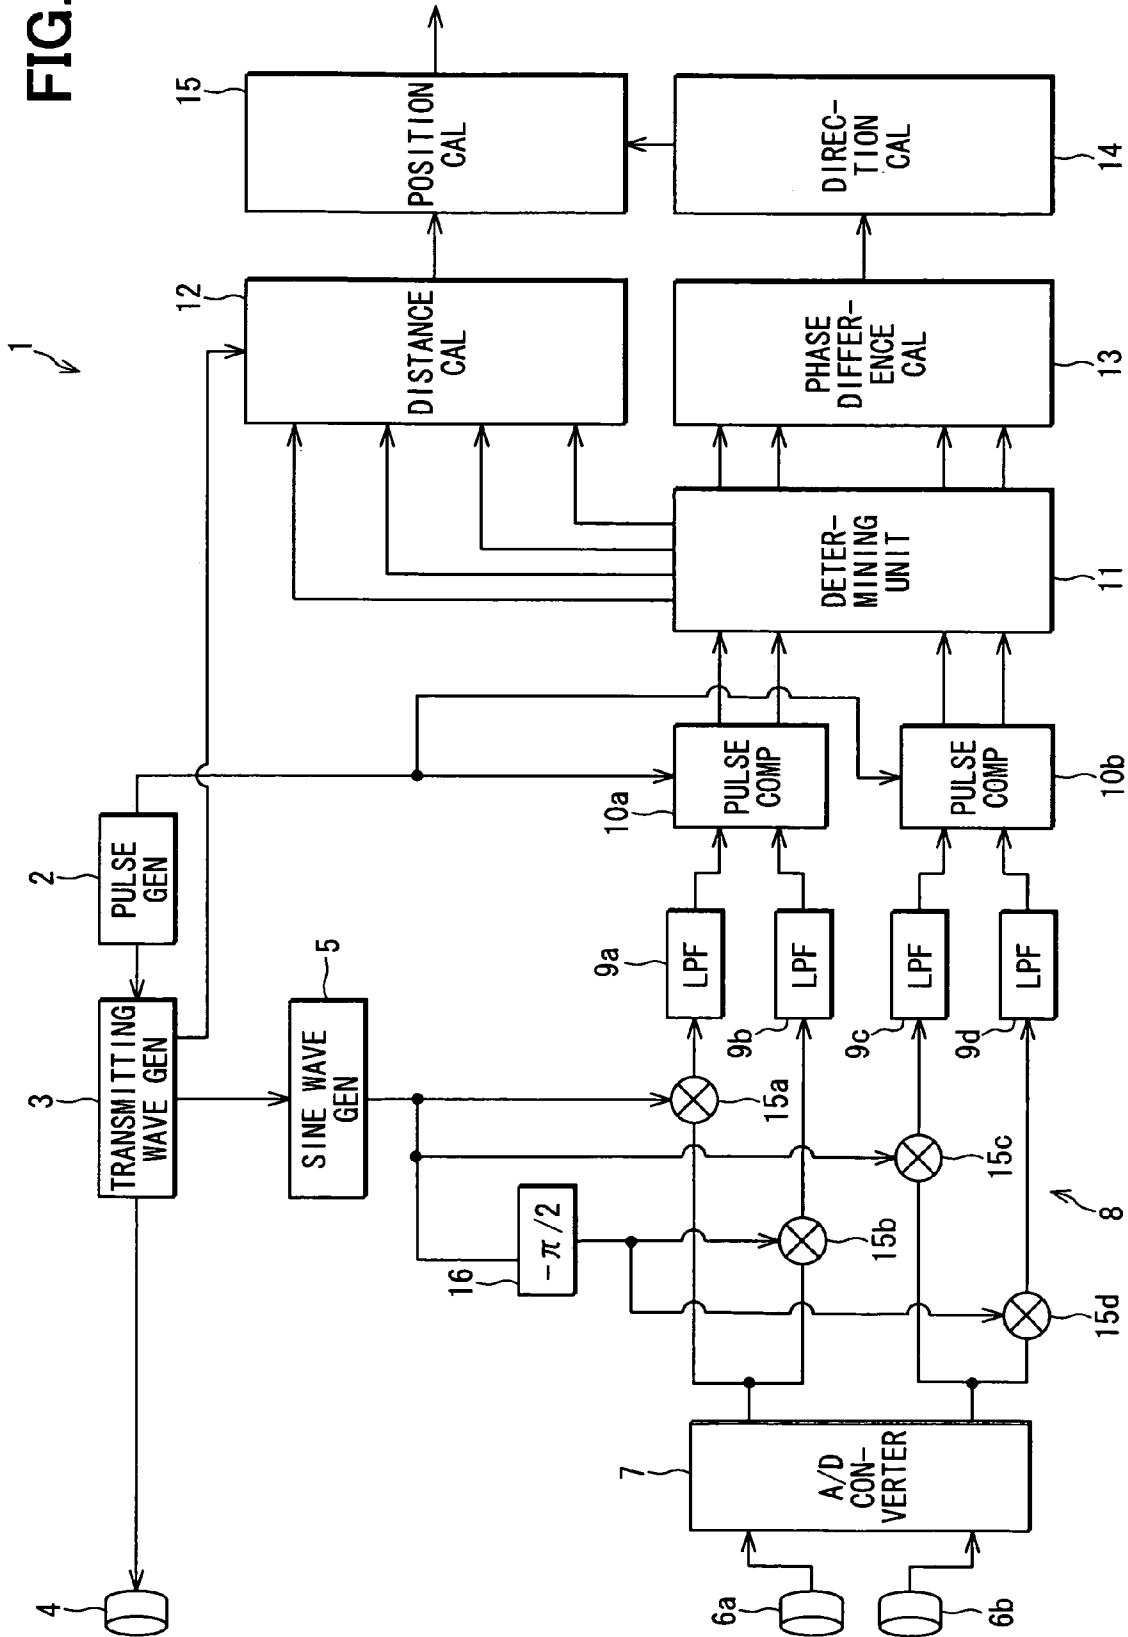 FIG.
1
2
PULSE
GEN
3
TRANSMITTING
WAVE GEN
4
5
SINE WAVE
GEN
6a
6b
7
A/D
CON-
VERTER
8
15a
15b
15c
15d
16
-π/2
9a
LPF
9b
LPF
9c
LPF
9d
LPF
10a
PULSE
COMP
10b
PULSE
COMP
11
DETER-
MINING
UNIT
12
DISTANCE
CAL
13
PHASE
DIFFER-
ENCE
CAL
14
DIREC-
TION
CAL
15
POSITION
CAL